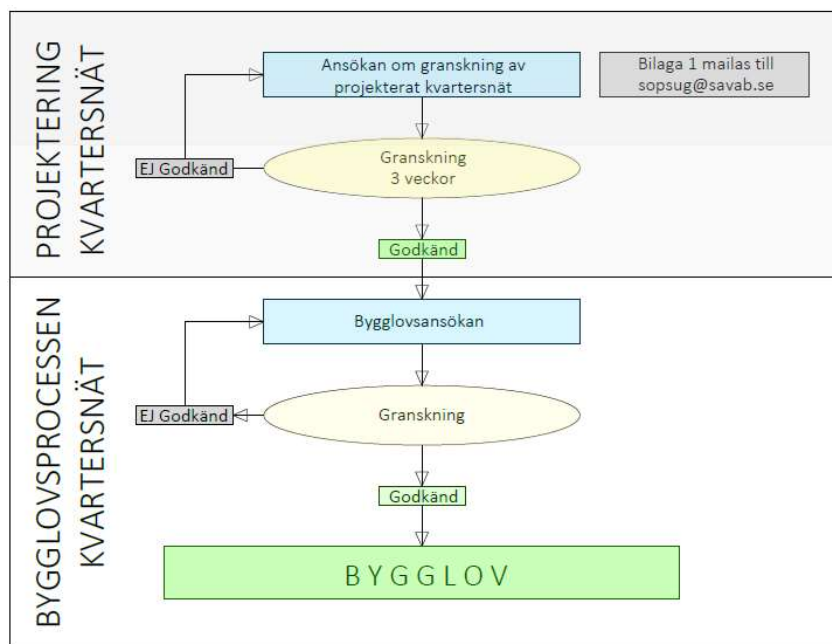 PROJEKTERING
KVARTERSNÄT
Ansökan om granskning av
projekterat kvartersnät
Bilaga 1 mailas till
sopsug@savab.se
EJ Godkänd
Granskning
3 veckor
Godkänd
BYGGLOVSPROCESSEN
KVARTERSNÄT
Bygglovsansökan
EJ Godkänd
Granskning
Godkänd
BYGGLOV